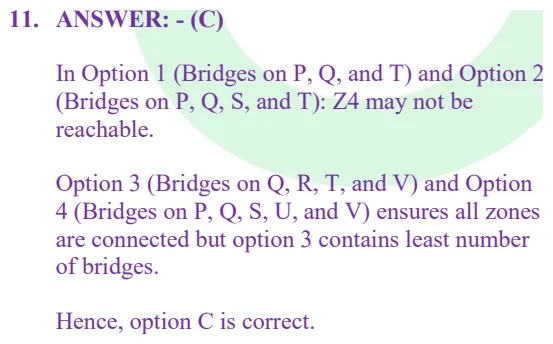 11. ANSWER: - (C)
In Option 1 (Bridges on P, Q, and T) and Option 2
(Bridges on P, Q, S, and T): Z4 may not be
reachable.
Option 3 (Bridges on Q, R, T, and V) and Option
4 (Bridges on P, Q, S, U, and V) ensures all zones
are connected but option 3 contains least number
of bridges.
Hence, option C is correct.